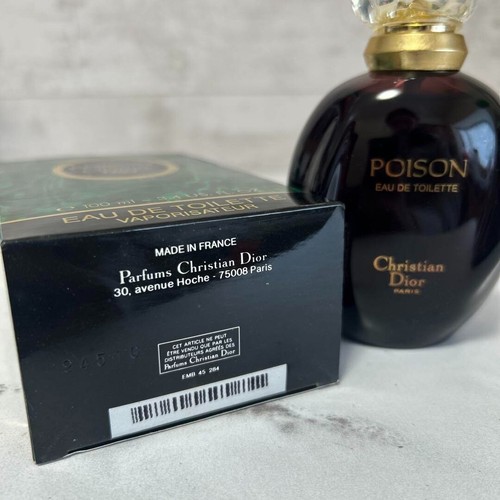 100 ml
EAU DE TOILETTE
VAPORISATEUR
MADE IN FRANCE
Parfums Christian Dior
30, avenue Hoche - 75008 Paris
CET ARTICLE NE PEUT
ÊTRE VENDU QUE PAR LES
DISTRIBUTEURS AGRÉÉS DES
Parfums Christian Dior
EMB 45 284
POISON
EAU DE TOILETTE
Christian
Dior
PARIS